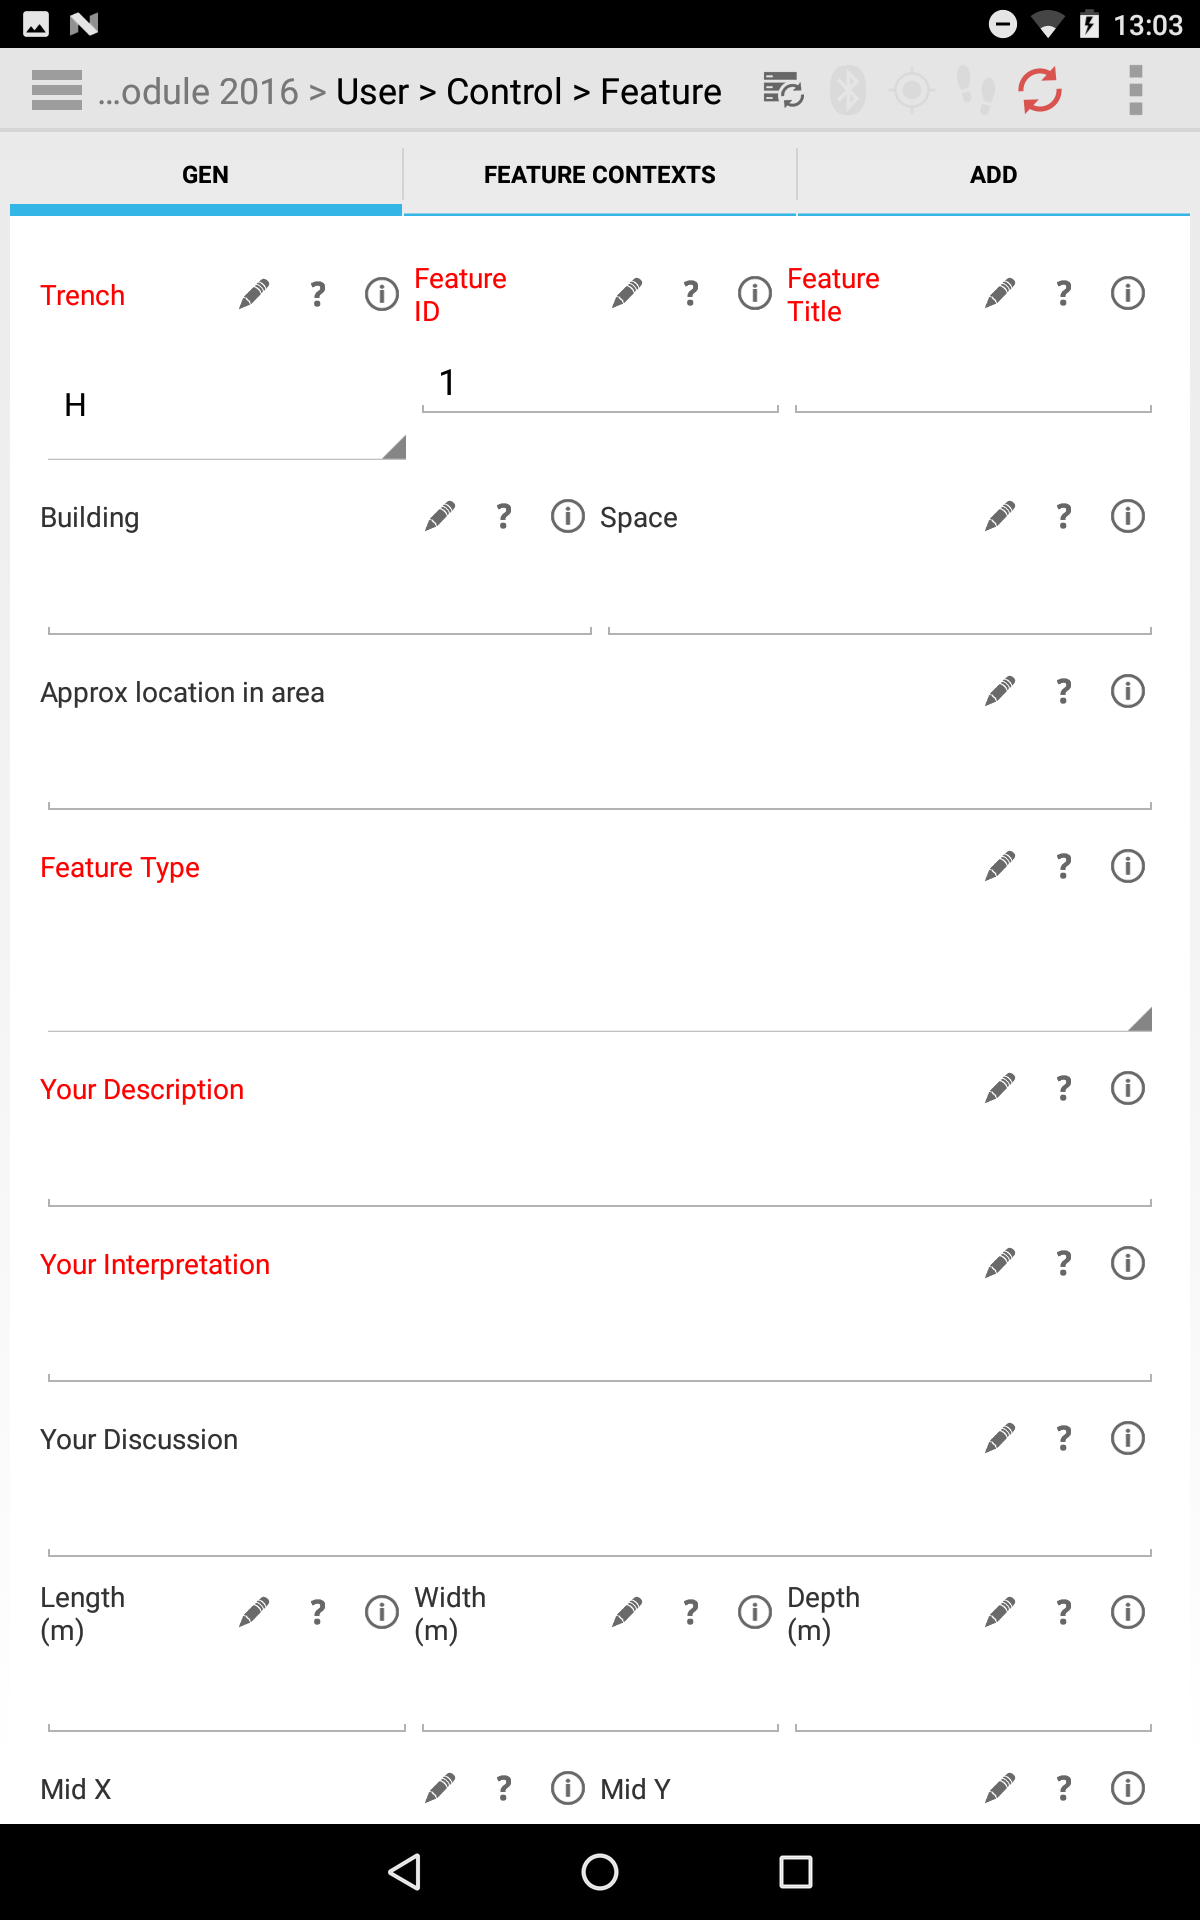 13:03
...odule 2016 > User > Control > Feature
GEN
FEATURE CONTEXTS
ADD
Trench ?
Feature ID ?
Feature Title ?
H
1
Building ?
Space ?
Approx location in area ?
Feature Type ?
Your Description ?
Your Interpretation ?
Your Discussion ?
Length (m) ?
Width (m) ?
Depth (m) ?
Mid X ?
Mid Y ?